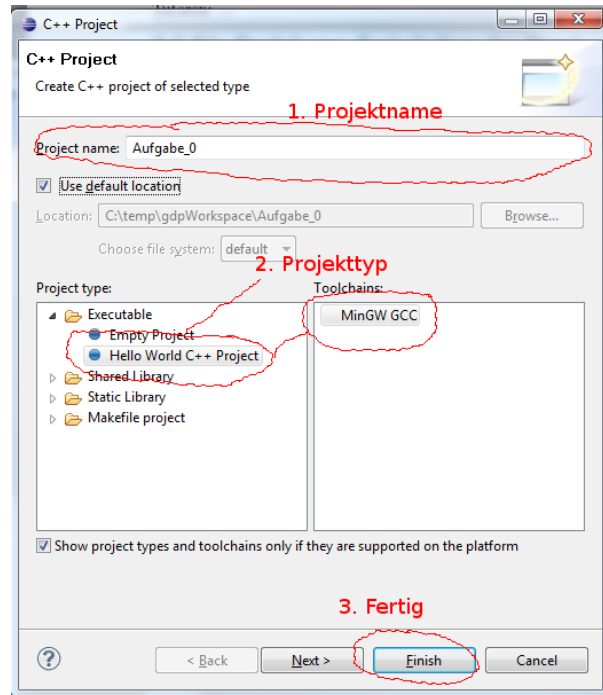 C++ Project
C++ Project
Create C++ project of selected type
1. Projektname
Project name: Aufgabe_0
Use default location
Location: C:\temp\gdpWorkspace\Aufgabe_0 Browse...
Choose file system: default
2. Projekttyp
Project type: Toolchains:
Executable MinGW GCC
Empty Project
Hello World C++ Project
Shared Library
Static Library
Makefile project
Show project types and toolchains only if they are supported on the platform
3. Fertig
? < Back Next > Finish Cancel